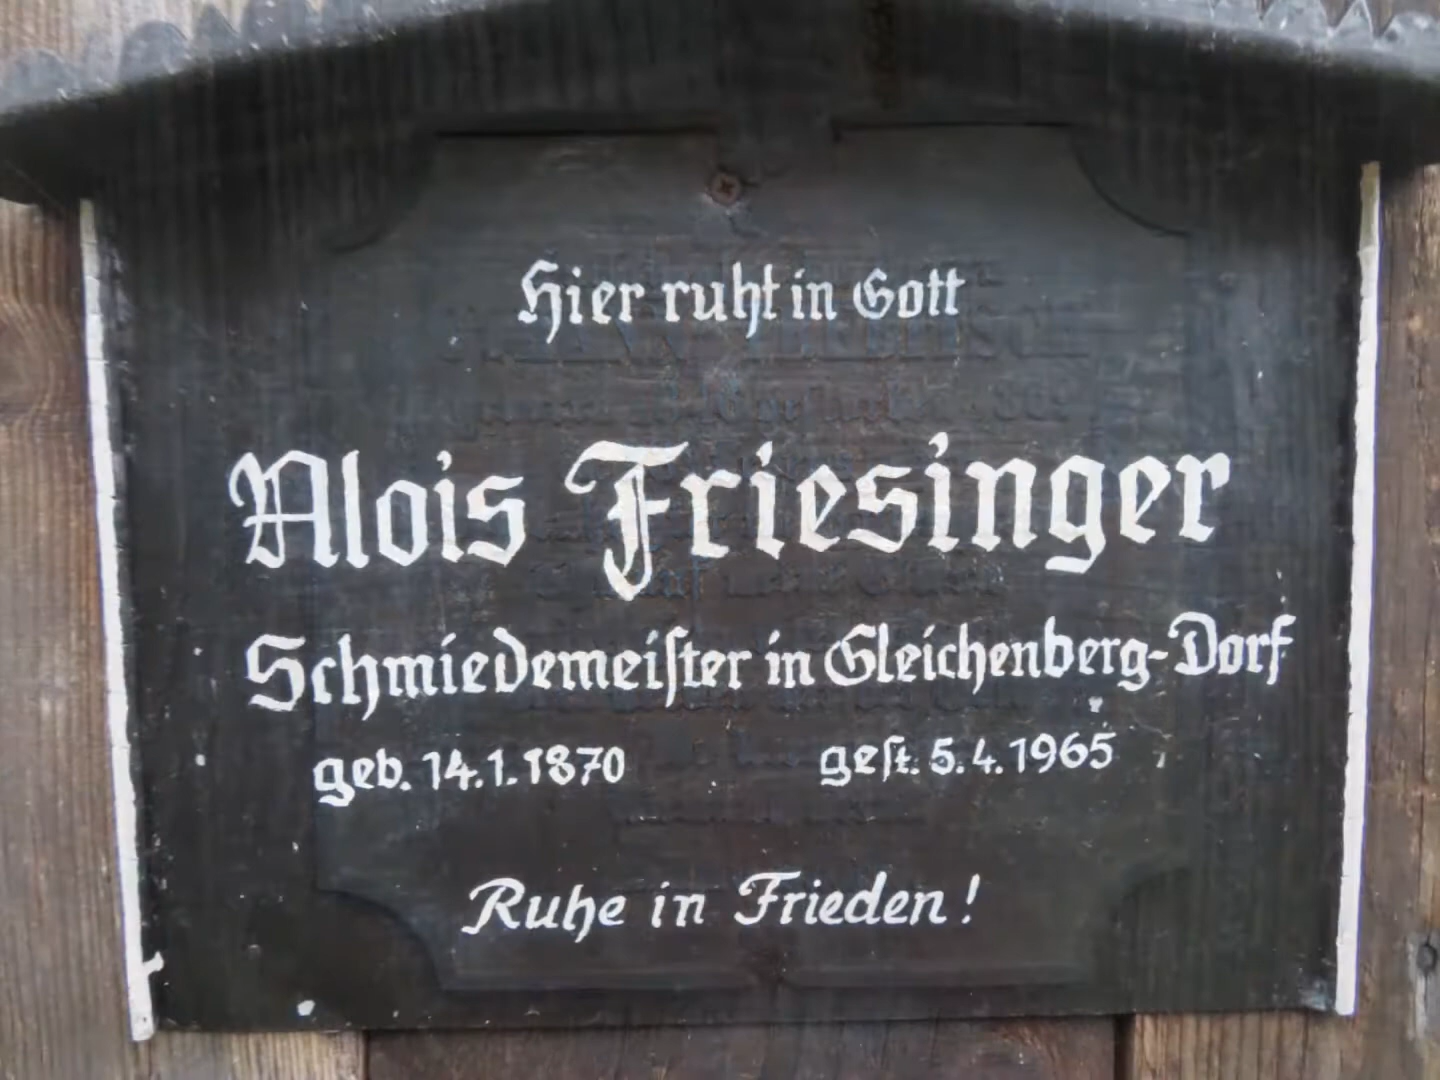 Hier ruht in Gott
Alois Friesinger
Schmiedemeiſter in Gleichenberg-Dorf
geb. 14.1.1870 geſt. 5.4.1965
Ruhe in Frieden!